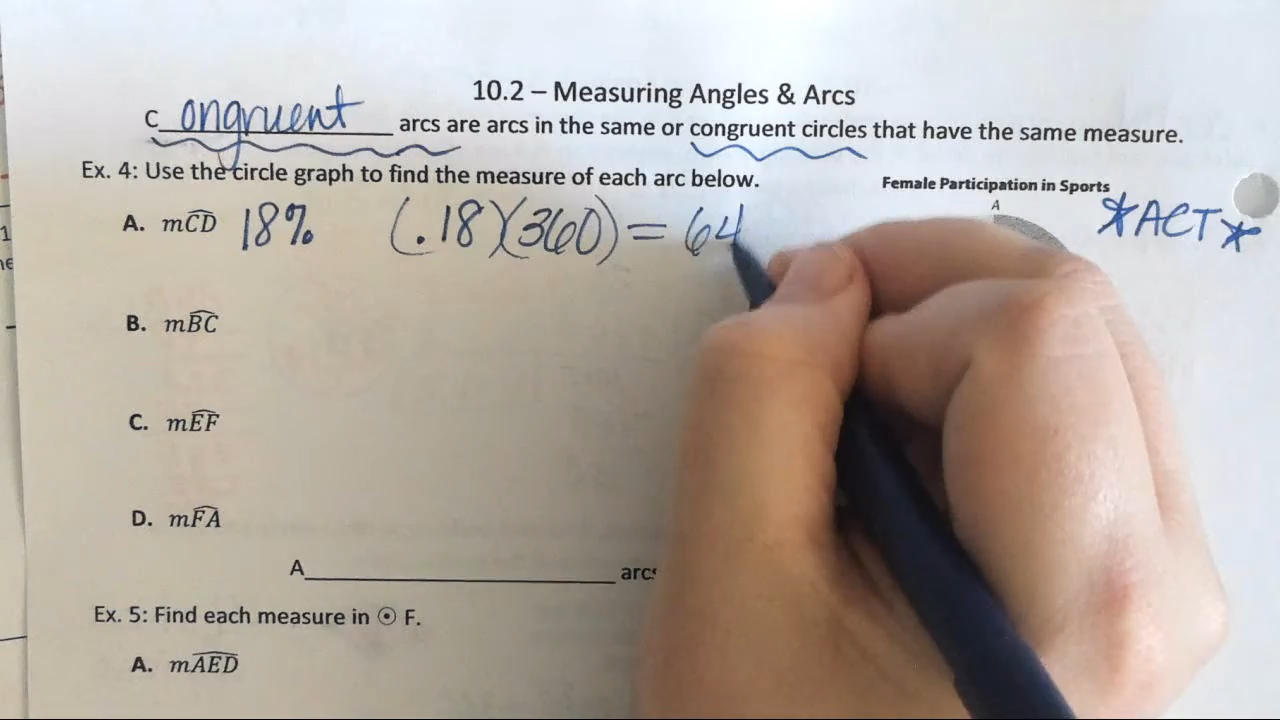 10.2 – Measuring Angles & Arcs
Congruent arcs are arcs in the same or congruent circles that have the same measure.
Ex. 4: Use the circle graph to find the measure of each arc below.
Female Participation in Sports
A
*ACT*
A. mCD 18% (.18)(360) = 64
B. mBC
C. mEF
D. mFA
A______________ arcs
Ex. 5: Find each measure in ⊙ F.
A. mAED